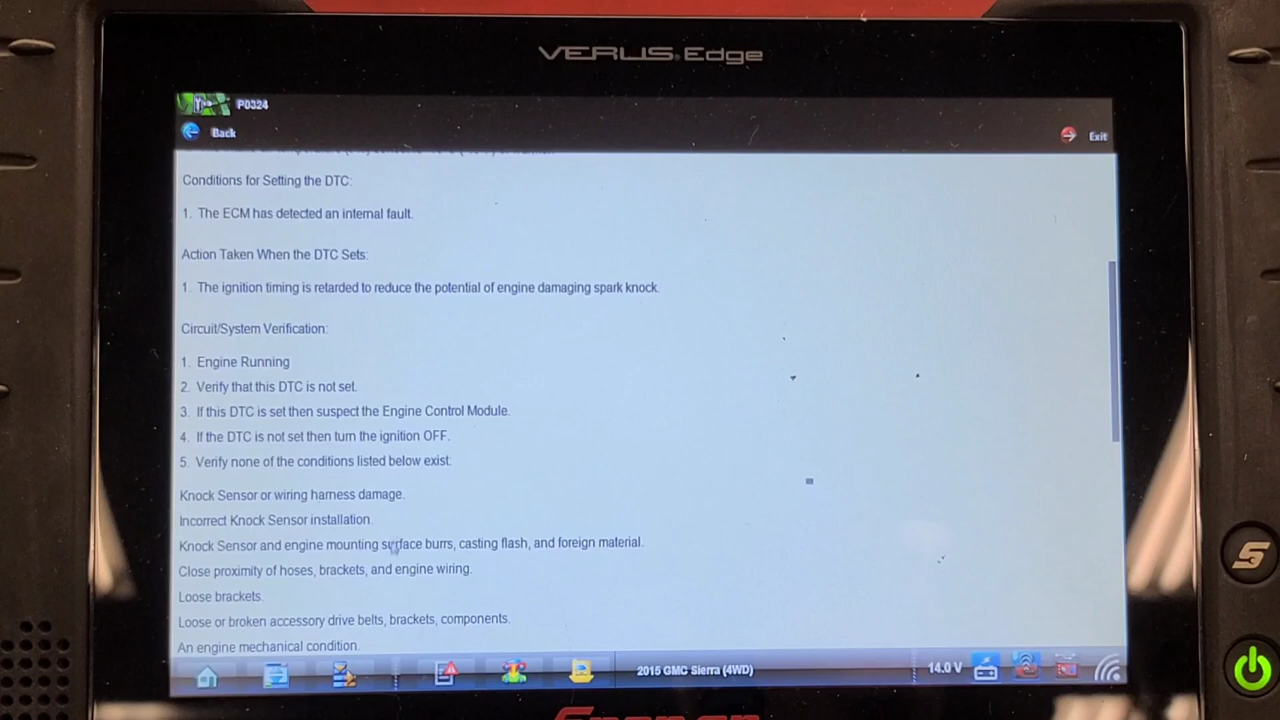 VERUS Edge
P0324
Back
Exit
Conditions for Setting the DTC:
1. The ECM has detected an internal fault.
Action Taken When the DTC Sets:
1. The ignition timing is retarded to reduce the potential of engine damaging spark knock.
Circuit/System Verification:
1. Engine Running
2. Verify that this DTC is not set.
3. If this DTC is set then suspect the Engine Control Module.
4. If the DTC is not set then turn the ignition OFF.
5. Verify none of the conditions listed below exist:
Knock Sensor or wiring harness damage.
Incorrect Knock Sensor installation.
Knock Sensor and engine mounting surface burrs, casting flash, and foreign material.
Close proximity of hoses, brackets, and engine wiring.
Loose brackets.
Loose or broken accessory drive belts, brackets, components.
An engine mechanical condition.
2015 GMC Sierra (4WD)
14.0 V
S